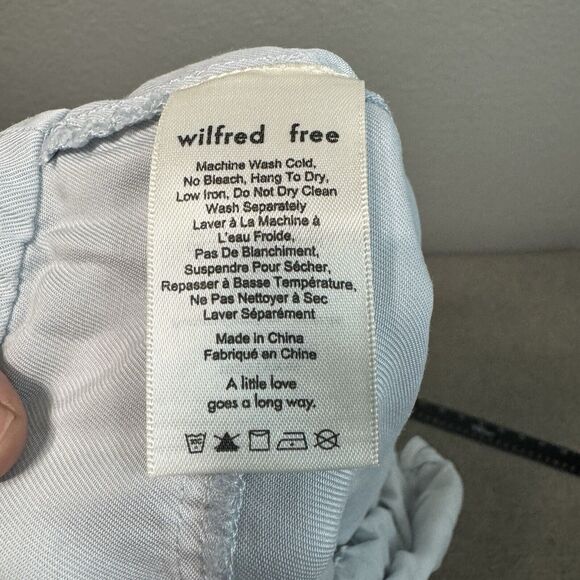 wilfred free
Machine Wash Cold,
No Bleach, Hang To Dry,
Low Iron, Do Not Dry Clean
Wash Separately
Laver à La Machine à
L'eau Froide,
Pas De Blanchiment,
Suspendre Pour Sécher,
Repasser à Basse Température,
Ne Pas Nettoyer à Sec
Laver Séparément
Made in China
Fabriqué en Chine
A little love
goes a long way.